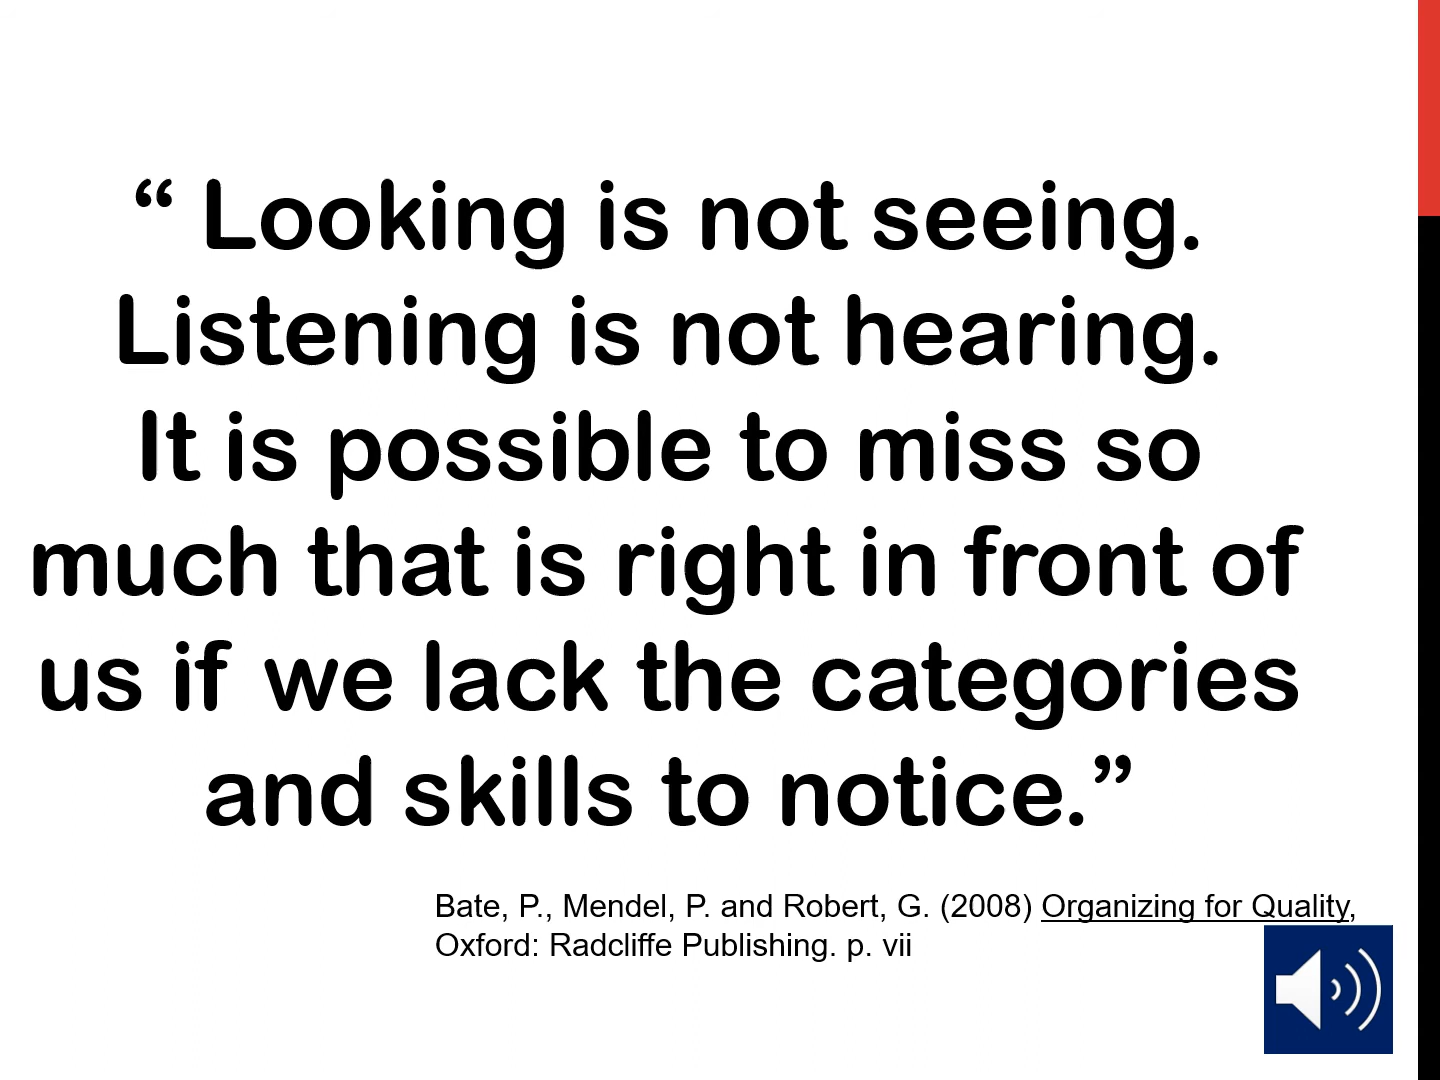 “ Looking is not seeing.
Listening is not hearing.
It is possible to miss so
much that is right in front of
us if we lack the categories
and skills to notice.”
Bate, P., Mendel, P. and Robert, G. (2008) Organizing for Quality,
Oxford: Radcliffe Publishing. p. vii